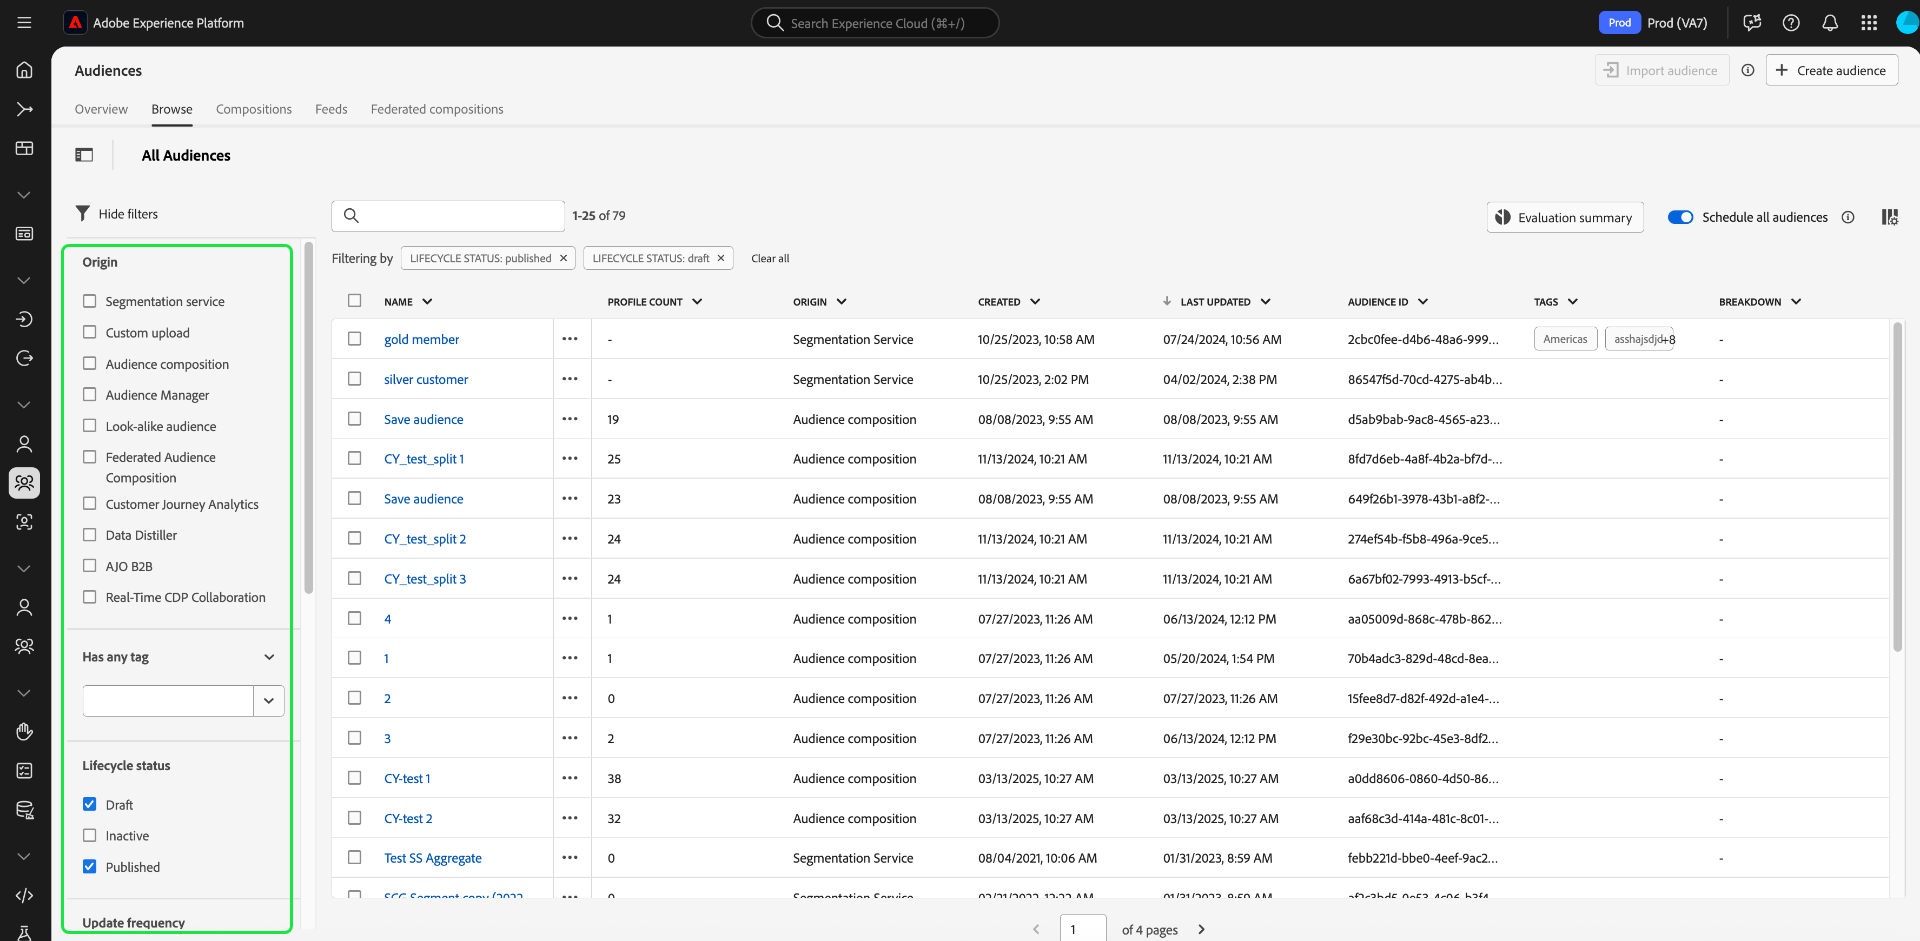 Adobe Experience Platform
Search Experience Cloud (⌘+/)
Prod Prod (VA7)
Audiences
Import audience
Create audience
Overview Browse Compositions Feeds Federated compositions
All Audiences
Hide filters
1-25 of 79
Evaluation summary
Schedule all audiences
Filtering by LIFECYCLE STATUS: published LIFECYCLE STATUS: draft Clear all
Origin
Segmentation service
Custom upload
Audience composition
Audience Manager
Look-alike audience
Federated Audience
Composition
Customer Journey Analytics
Data Distiller
AJO B2B
Real-Time CDP Collaboration
Has any tag
Lifecycle status
Draft
Inactive
Published
Update frequency
NAME PROFILE COUNT ORIGIN CREATED LAST UPDATED AUDIENCE ID TAGS BREAKDOWN
gold member ••• - Segmentation Service 10/25/2023, 10:58 AM 07/24/2024, 10:56 AM 2cbc0fee-d4b6-48a6-999... Americas asshajsdjd +8 -
silver customer ••• - Segmentation Service 10/25/2023, 2:02 PM 04/02/2024, 2:38 PM 86547f5d-70cd-4275-ab4b... -
Save audience ••• 19 Audience composition 08/08/2023, 9:55 AM 08/08/2023, 9:55 AM d5ab9bab-9ac8-4565-a23... -
CY_test_split 1 ••• 25 Audience composition 11/13/2024, 10:21 AM 11/13/2024, 10:21 AM 8fd7d6eb-4a8f-4b2a-bf7d-... -
Save audience ••• 23 Audience composition 08/08/2023, 9:55 AM 08/08/2023, 9:55 AM 649f26b1-3978-43b1-a8f2-... -
CY_test_split 2 ••• 24 Audience composition 11/13/2024, 10:21 AM 11/13/2024, 10:21 AM 274ef54b-f5b8-496a-9ce5... -
CY_test_split 3 ••• 24 Audience composition 11/13/2024, 10:21 AM 11/13/2024, 10:21 AM 6a67bf02-7993-4913-b5cf-... -
4 ••• 1 Audience composition 07/27/2023, 11:26 AM 06/13/2024, 12:12 PM aa05009d-868c-478b-862... -
1 ••• 1 Audience composition 07/27/2023, 11:26 AM 05/20/2024, 1:54 PM 70b4adc3-829d-48cd-8ea... -
2 ••• 0 Audience composition 07/27/2023, 11:26 AM 07/27/2023, 11:26 AM 15fee8d7-d82f-492d-a1e4-... -
3 ••• 2 Audience composition 07/27/2023, 11:26 AM 06/13/2024, 12:12 PM f29e30bc-92bc-45e3-8df2... -
CY-test 1 ••• 38 Audience composition 03/13/2025, 10:27 AM 03/13/2025, 10:27 AM a0dd8606-0860-4d50-86... -
CY-test 2 ••• 32 Audience composition 03/13/2025, 10:27 AM 03/13/2025, 10:27 AM aaf68c3d-414a-481c-8c01-... -
Test SS Aggregate ••• 0 Segmentation Service 08/04/2021, 10:06 AM 01/31/2023, 8:59 AM febb221d-bbe0-4eef-9ac2... -
SCG Segment copy (2022 ••• 0 Segmentation Service 01/31/2023, 8:59 AM
1 of 4 pages